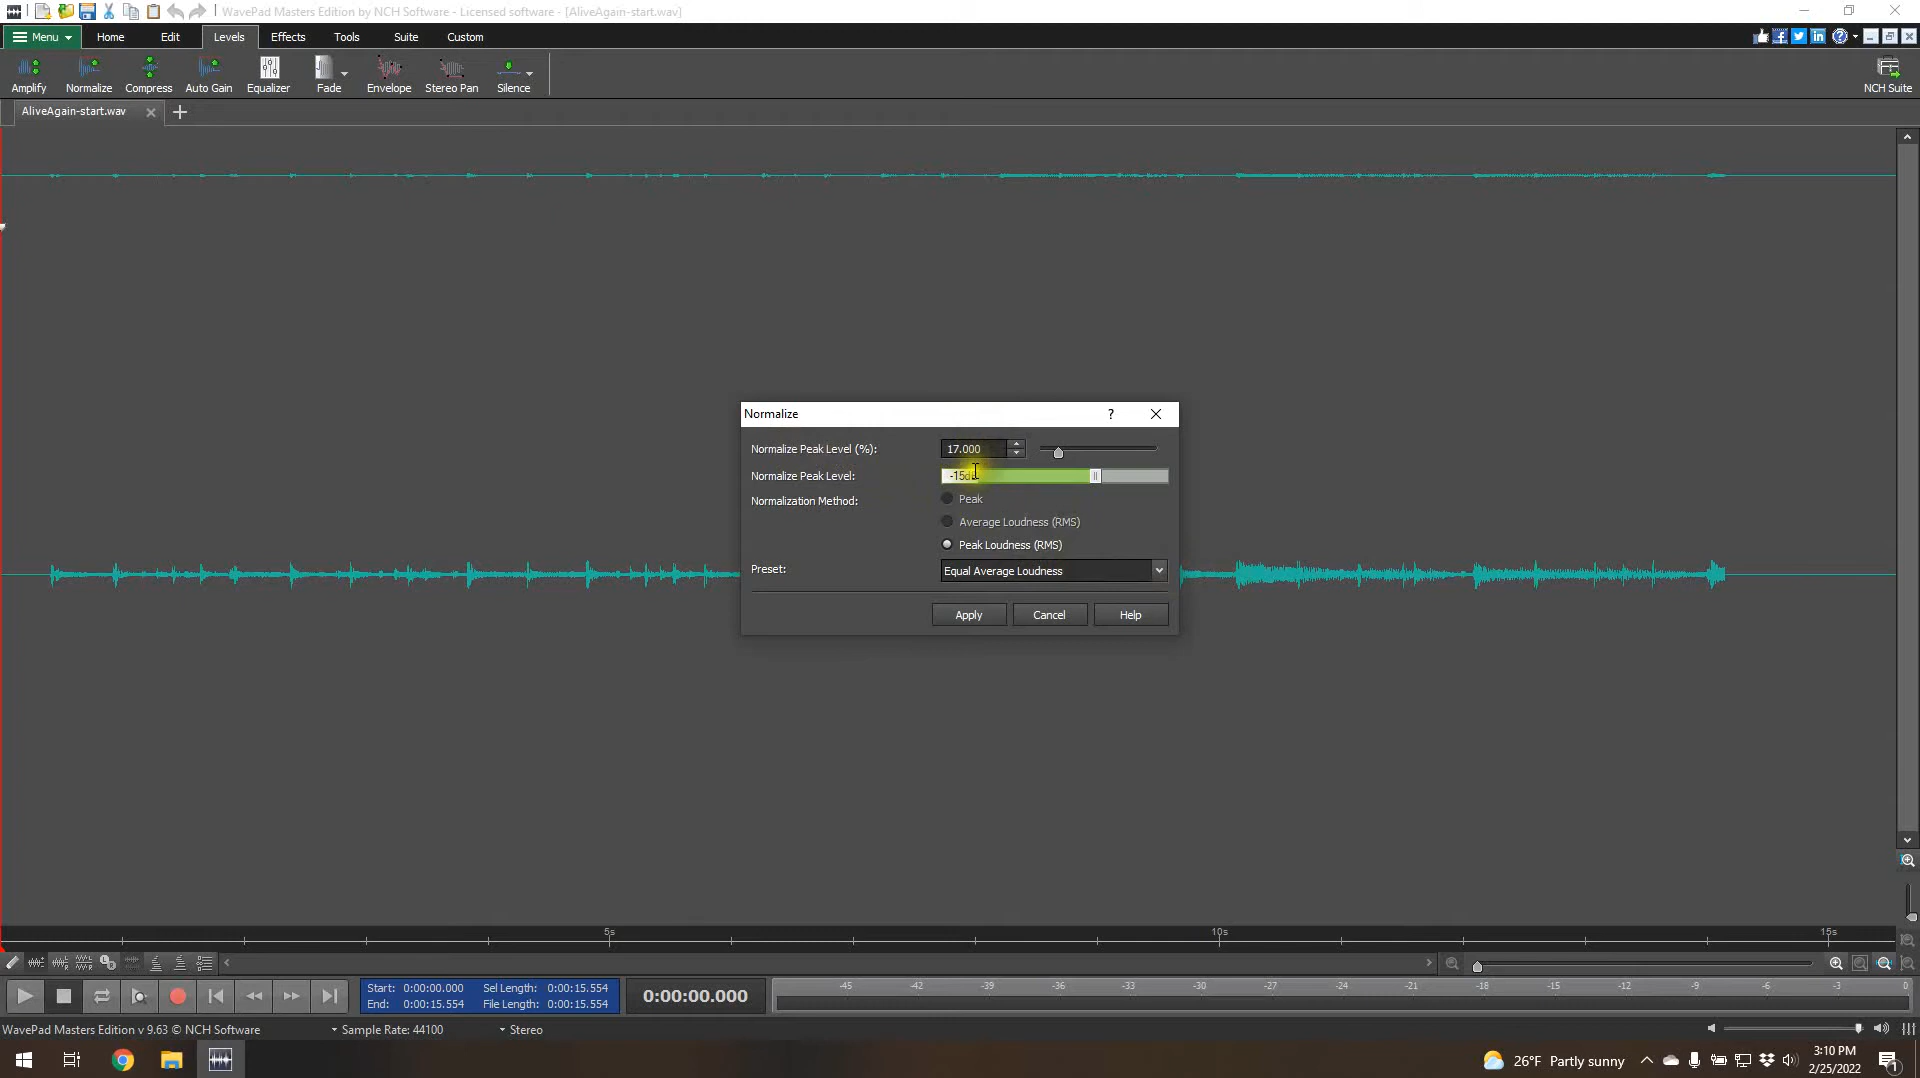 WavePad Masters Edition by NCH Software - Licensed software - [AliveAgain-start.wav]
Menu Home Edit Levels Effects Tools Suite Custom
Amplify Normalize Compress Auto Gain Equalizer Fade Envelope Stereo Pan Silence NCH Suite
AliveAgain-start.wav
Normalize
Normalize Peak Level (%): 17.000
Normalize Peak Level: -15d
Normalization Method: Peak
Average Loudness (RMS)
Peak Loudness (RMS)
Preset: Equal Average Loudness
Apply Cancel Help
5s 10s 15s
Start: 0:00:00.000 Sel Length: 0:00:15.554
End: 0:00:15.554 File Length: 0:00:15.554
0:00:00.000
-45 -42 -39 -36 -33 -30 -27 -24 -21 -18 -15 -12 -9 -6 -3 0
WavePad Masters Edition v 9.63 © NCH Software Sample Rate: 44100 Stereo
26°F Partly sunny
3:10 PM
2/25/2022
1